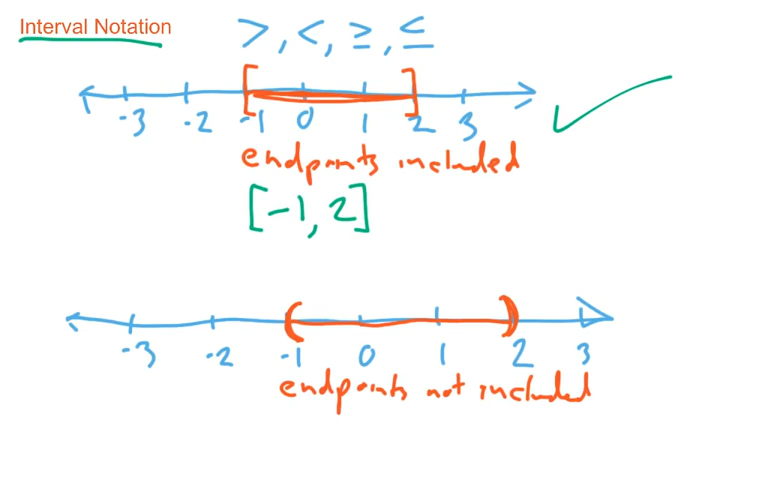 Interval Notation
>, <, ≥, ≤
-3 -2 -1 0 1 2 3
endpoints included
[-1, 2]
-3 -2 -1 0 1 2 3
endpoints not included